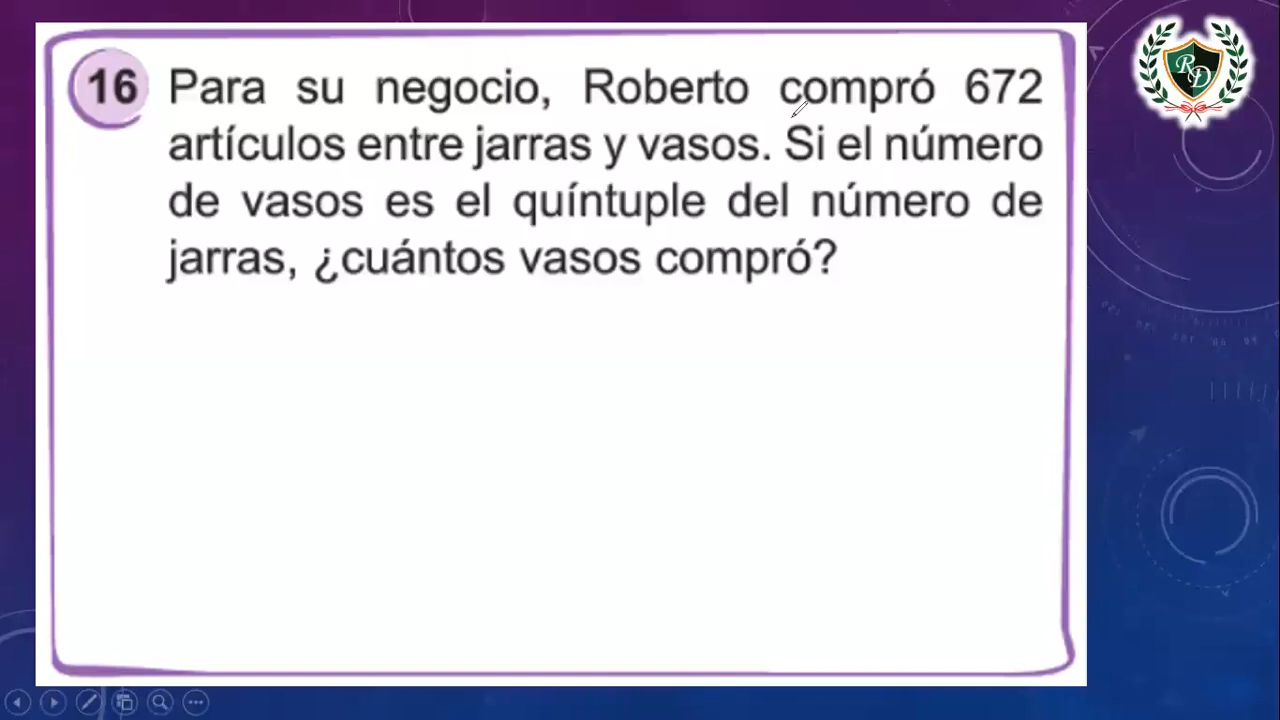 16 Para su negocio, Roberto compró 672
artículos entre jarras y vasos. Si el número
de vasos es el quíntuple del número de
jarras, ¿cuántos vasos compró?
RD